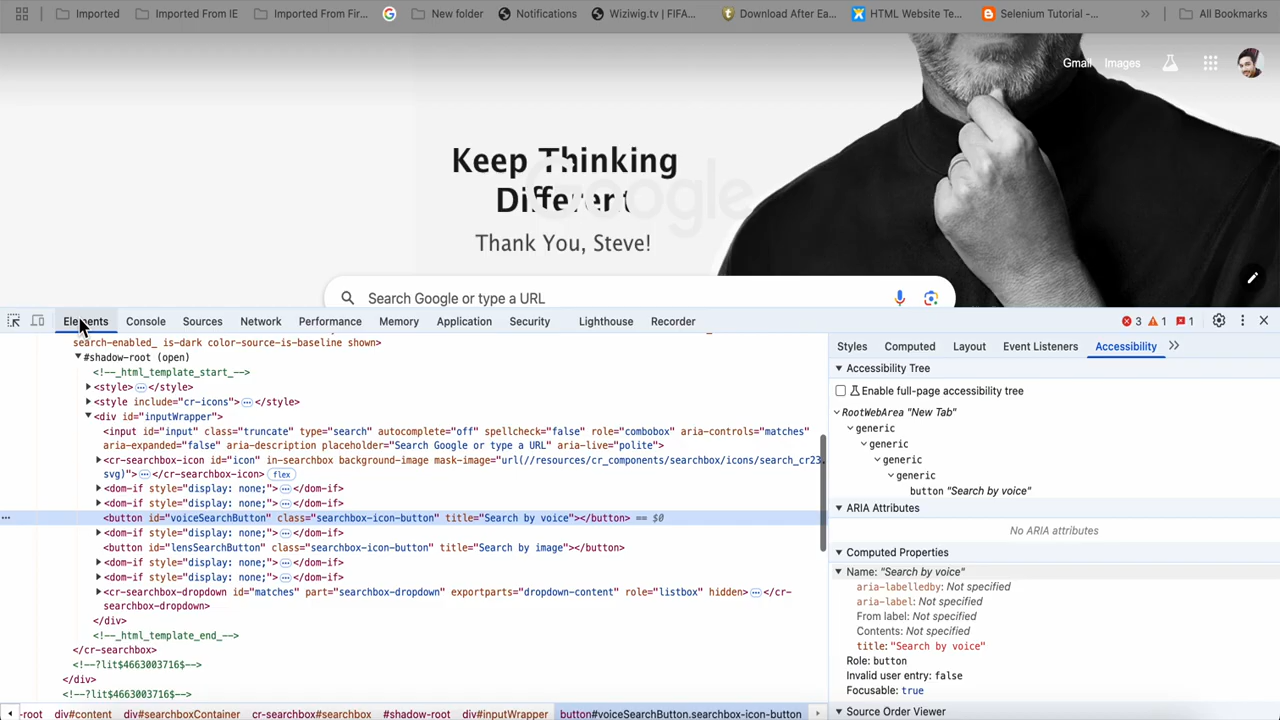 Imported
Imported From IE
Imported From Fir...
New folder
Notifications
Wiziwig.tv | FIFA...
Download After Ea...
HTML Website Te...
Selenium Tutorial -...
All Bookmarks
Gmail
Images
Keep Thinking
Different
Google
Thank You, Steve!
Search Google or type a URL
Elements
Console
Sources
Network
Performance
Memory
Application
Security
Lighthouse
Recorder
3
1
1
search-enabled_ is-dark color-source-is-baseline shown>
#shadow-root (open)
<!--_html_template_start_-->
<style> </style>
<style include="cr-icons"> </style>
<div id="inputWrapper">
<input id="input" class="truncate" type="search" autocomplete="off" spellcheck="false" role="combobox" aria-controls="matches"
aria-expanded="false" aria-description placeholder="Search Google or type a URL" aria-live="polite">
<cr-searchbox-icon id="icon" in-searchbox background-image mask-image="url(//resources/cr_components/searchbox/icons/search_cr23.
svg)"> </cr-searchbox-icon> flex
<dom-if style="display: none;"> </dom-if>
<dom-if style="display: none;"> </dom-if>
<button id="voiceSearchButton" class="searchbox-icon-button" title="Search by voice"></button> == $0
<dom-if style="display: none;"> </dom-if>
<button id="lensSearchButton" class="searchbox-icon-button" title="Search by image"></button>
<dom-if style="display: none;"> </dom-if>
<dom-if style="display: none;"> </dom-if>
<cr-searchbox-dropdown id="matches" part="searchbox-dropdown" exportparts="dropdown-content" role="listbox" hidden> </cr-
searchbox-dropdown>
</div>
<!--_html_template_end_-->
</cr-searchbox>
<!--?lit$4663003716$-->
</div>
<!--?lit$4663003716$-->
-root
div#content
div#searchboxContainer
cr-searchbox#searchbox
#shadow-root
div#inputWrapper
button#voiceSearchButton.searchbox-icon-button
Styles
Computed
Layout
Event Listeners
Accessibility
Accessibility Tree
Enable full-page accessibility tree
RootWebArea "New Tab"
generic
generic
generic
generic
button "Search by voice"
ARIA Attributes
No ARIA attributes
Computed Properties
Name: "Search by voice"
aria-labelledby: Not specified
aria-label: Not specified
From label: Not specified
Contents: Not specified
title: "Search by voice"
Role: button
Invalid user entry: false
Focusable: true
Source Order Viewer